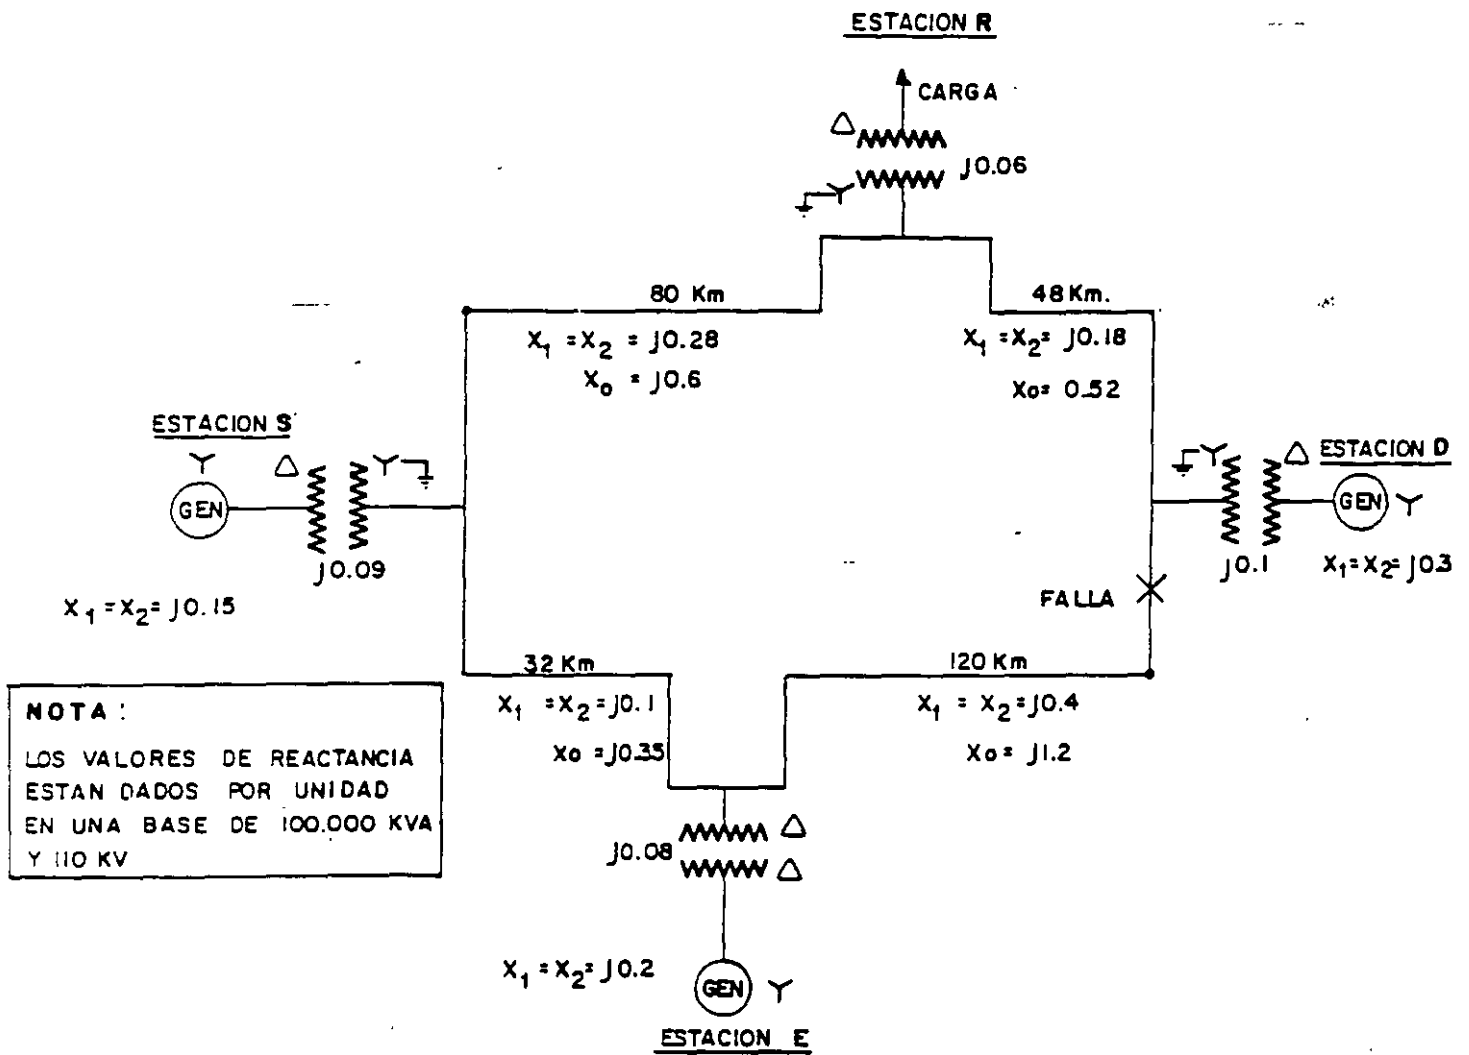 ESTACION R
CARGA
Δ
J0.06
80 Km
48 Km.
X₁ = X₂ = J0.28
X₀ = J0.6
X₁ = X₂ = J0.18
X₀ = 0.52
ESTACION S
Δ
GEN
J0.09
X₁ = X₂ = J0.15
Δ ESTACION D
GEN
J0.1
X₁ = X₂ = J0.3
FALLA
32 Km
X₁ = X₂ = J0.1
X₀ = J0.35
120 Km
X₁ = X₂ = J0.4
X₀ = J1.2
NOTA :
LOS VALORES DE REACTANCIA
ESTAN DADOS POR UNIDAD
EN UNA BASE DE 100.000 KVA
Y 110 KV
J0.08
Δ
Δ
X₁ = X₂ = J0.2
GEN
ESTACION E